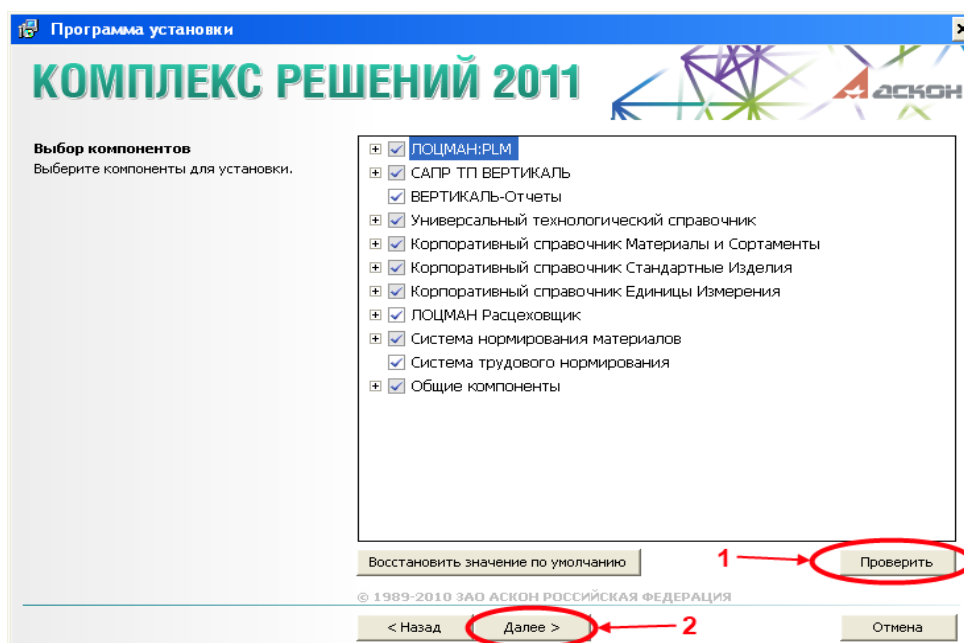 Программа установки
КОМПЛЕКС РЕШЕНИЙ 2011
АСКОН
Выбор компонентов
Выберите компоненты для установки.
ЛОЦМАН:PLM
САПР ТП ВЕРТИКАЛЬ
ВЕРТИКАЛЬ-Отчеты
Универсальный технологический справочник
Корпоративный справочник Материалы и Сортаменты
Корпоративный справочник Стандартные Изделия
Корпоративный справочник Единицы Измерения
ЛОЦМАН Расцеховщик
Система нормирования материалов
Система трудового нормирования
Общие компоненты
Восстановить значение по умолчанию
1
Проверить
© 1989-2010 ЗАО АСКОН РОССИЙСКАЯ ФЕДЕРАЦИЯ
< Назад
Далее >
2
Отмена